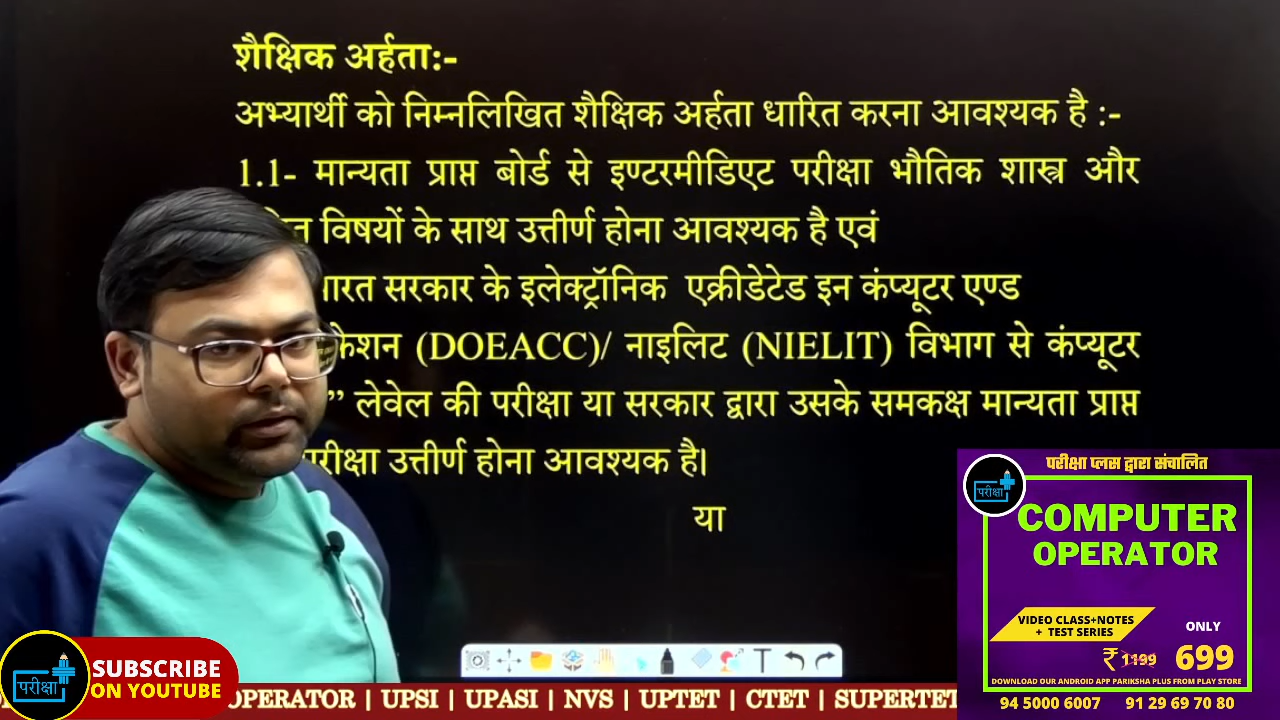 शैक्षिक अर्हता:-
अभ्यार्थी को निम्नलिखित शैक्षिक अर्हता धारित करना आवश्यक है :-
1.1- मान्यता प्राप्त बोर्ड से इण्टरमीडिएट परीक्षा भौतिक शास्त्र और
विषयों के साथ उत्तीर्ण होना आवश्यक है एवं
सरकार के इलेक्ट्रॉनिक एक्रीडेटेड इन कंप्यूटर एण्ड
(DOEACC)/ नाइलिट (NIELIT) विभाग से कंप्यूटर
” लेवेल की परीक्षा या सरकार द्वारा उसके समकक्ष मान्यता प्राप्त
उत्तीर्ण होना आवश्यक है।
या
परीक्षा प्लस द्वारा संचालित
परीक्षा
COMPUTER
OPERATOR
VIDEO CLASS+NOTES
+ TEST SERIES
ONLY
₹ 1199 699
DOWNLOAD OUR ANDROID APP PARIKSHA PLUS FROM PLAY STORE
94 5000 6007 91 29 69 70 80
परीक्षा
SUBSCRIBE
ON YOUTUBE
T
OPERATOR | UPSI | UPASI | NVS | UPTET | CTET | SUPERTET